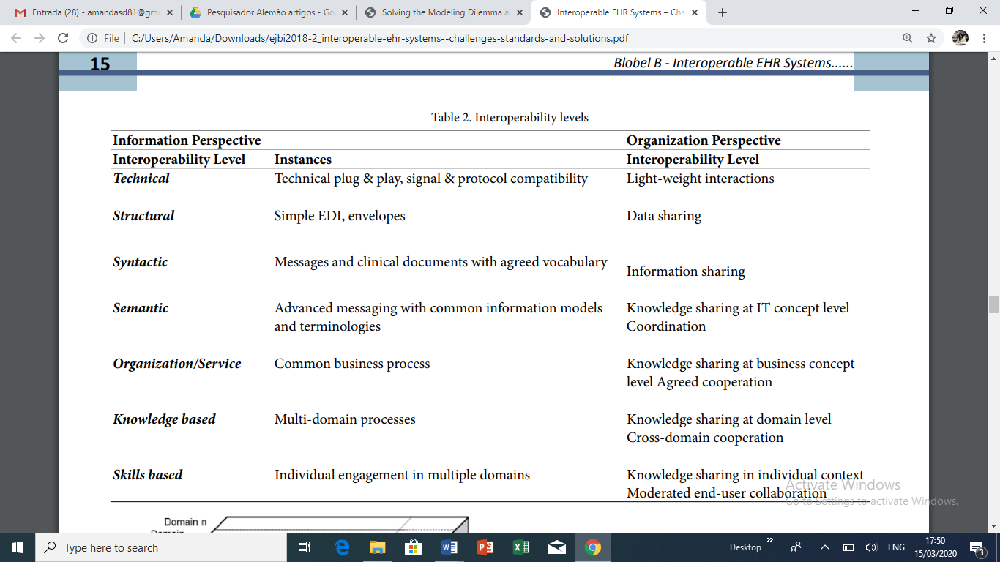 Entrada (28) - amandasd81@gm
Pesquisador Alemão artigos - Go
Solving the Modeling Dilemma a
Interoperable EHR Systems – Cha
File
C:/Users/Amanda/Downloads/ejbi2018-2_interoperable-ehr-systems--challenges-standards-and-solutions.pdf
15
Blobel B - Interoperable EHR Systems......
Table 2. Interoperability levels
Information Perspective Organization Perspective
Interoperability Level Instances Interoperability Level
Technical Technical plug & play, signal & protocol compatibility Light-weight interactions
Structural Simple EDI, envelopes Data sharing
Syntactic Messages and clinical documents with agreed vocabulary
Information sharing
Semantic Advanced messaging with common information models Knowledge sharing at IT concept level
and terminologies Coordination
Organization/Service Common business process Knowledge sharing at business concept
level Agreed cooperation
Knowledge based Multi-domain processes Knowledge sharing at domain level
Cross-domain cooperation
Skills based Individual engagement in multiple domains Knowledge sharing in individual context
Moderated end-user collaboration
Activate Windows
Go to Settings to activate Windows.
Domain n
Type here to search
Desktop
ENG
17:50
15/03/2020
3